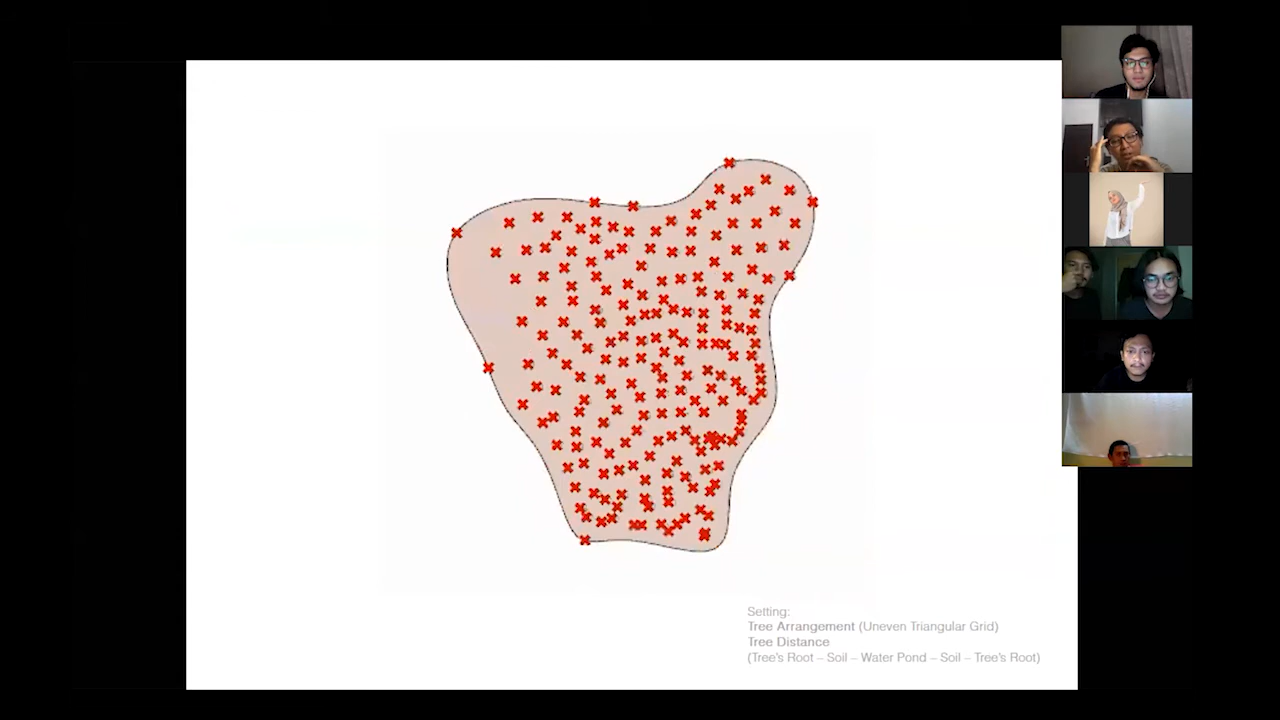 Setting:
Tree Arrangement (Uneven Triangular Grid)
Tree Distance
(Tree's Root – Soil – Water Pond – Soil – Tree's Root)